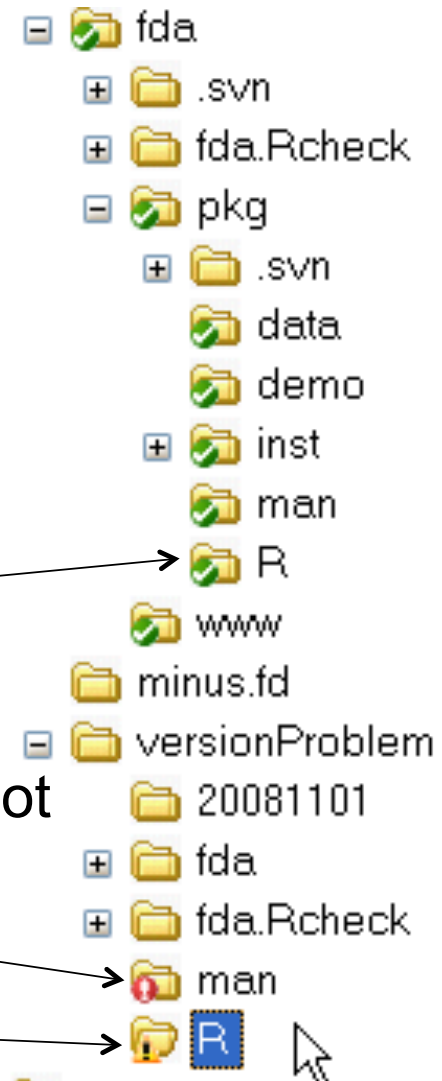 fda
.svn
fda.Rcheck
pkg
.svn
data
demo
inst
man
R
www
minus.fd
versionProblem
ot
20081101
fda
fda.Rcheck
man
R